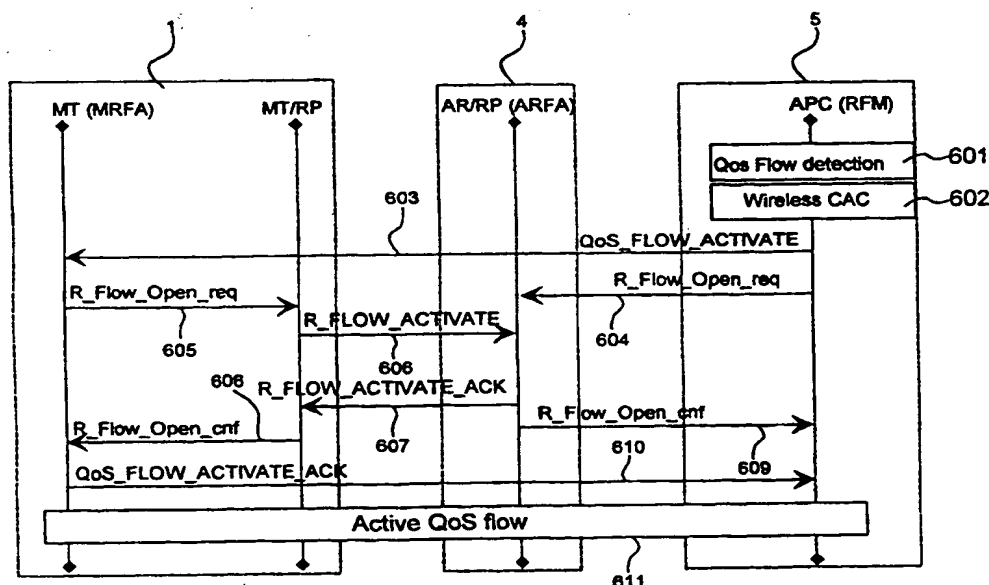 1
4
5
MT (MRFA)
MT/RP
AR/RP (ARFA)
APC (RFM)
Qos Flow detection
601
Wireless CAC
602
603
QoS_FLOW_ACTIVATE
R_Flow_Open_req
R_Flow_Open_req
605
R_FLOW_ACTIVATE
604
606
606
R_FLOW_ACTIVATE_ACK
R_Flow_Open_cnf
R_Flow_Open_cnf
607
610
609
QoS_FLOW_ACTIVATE_ACK
Active QoS flow
611